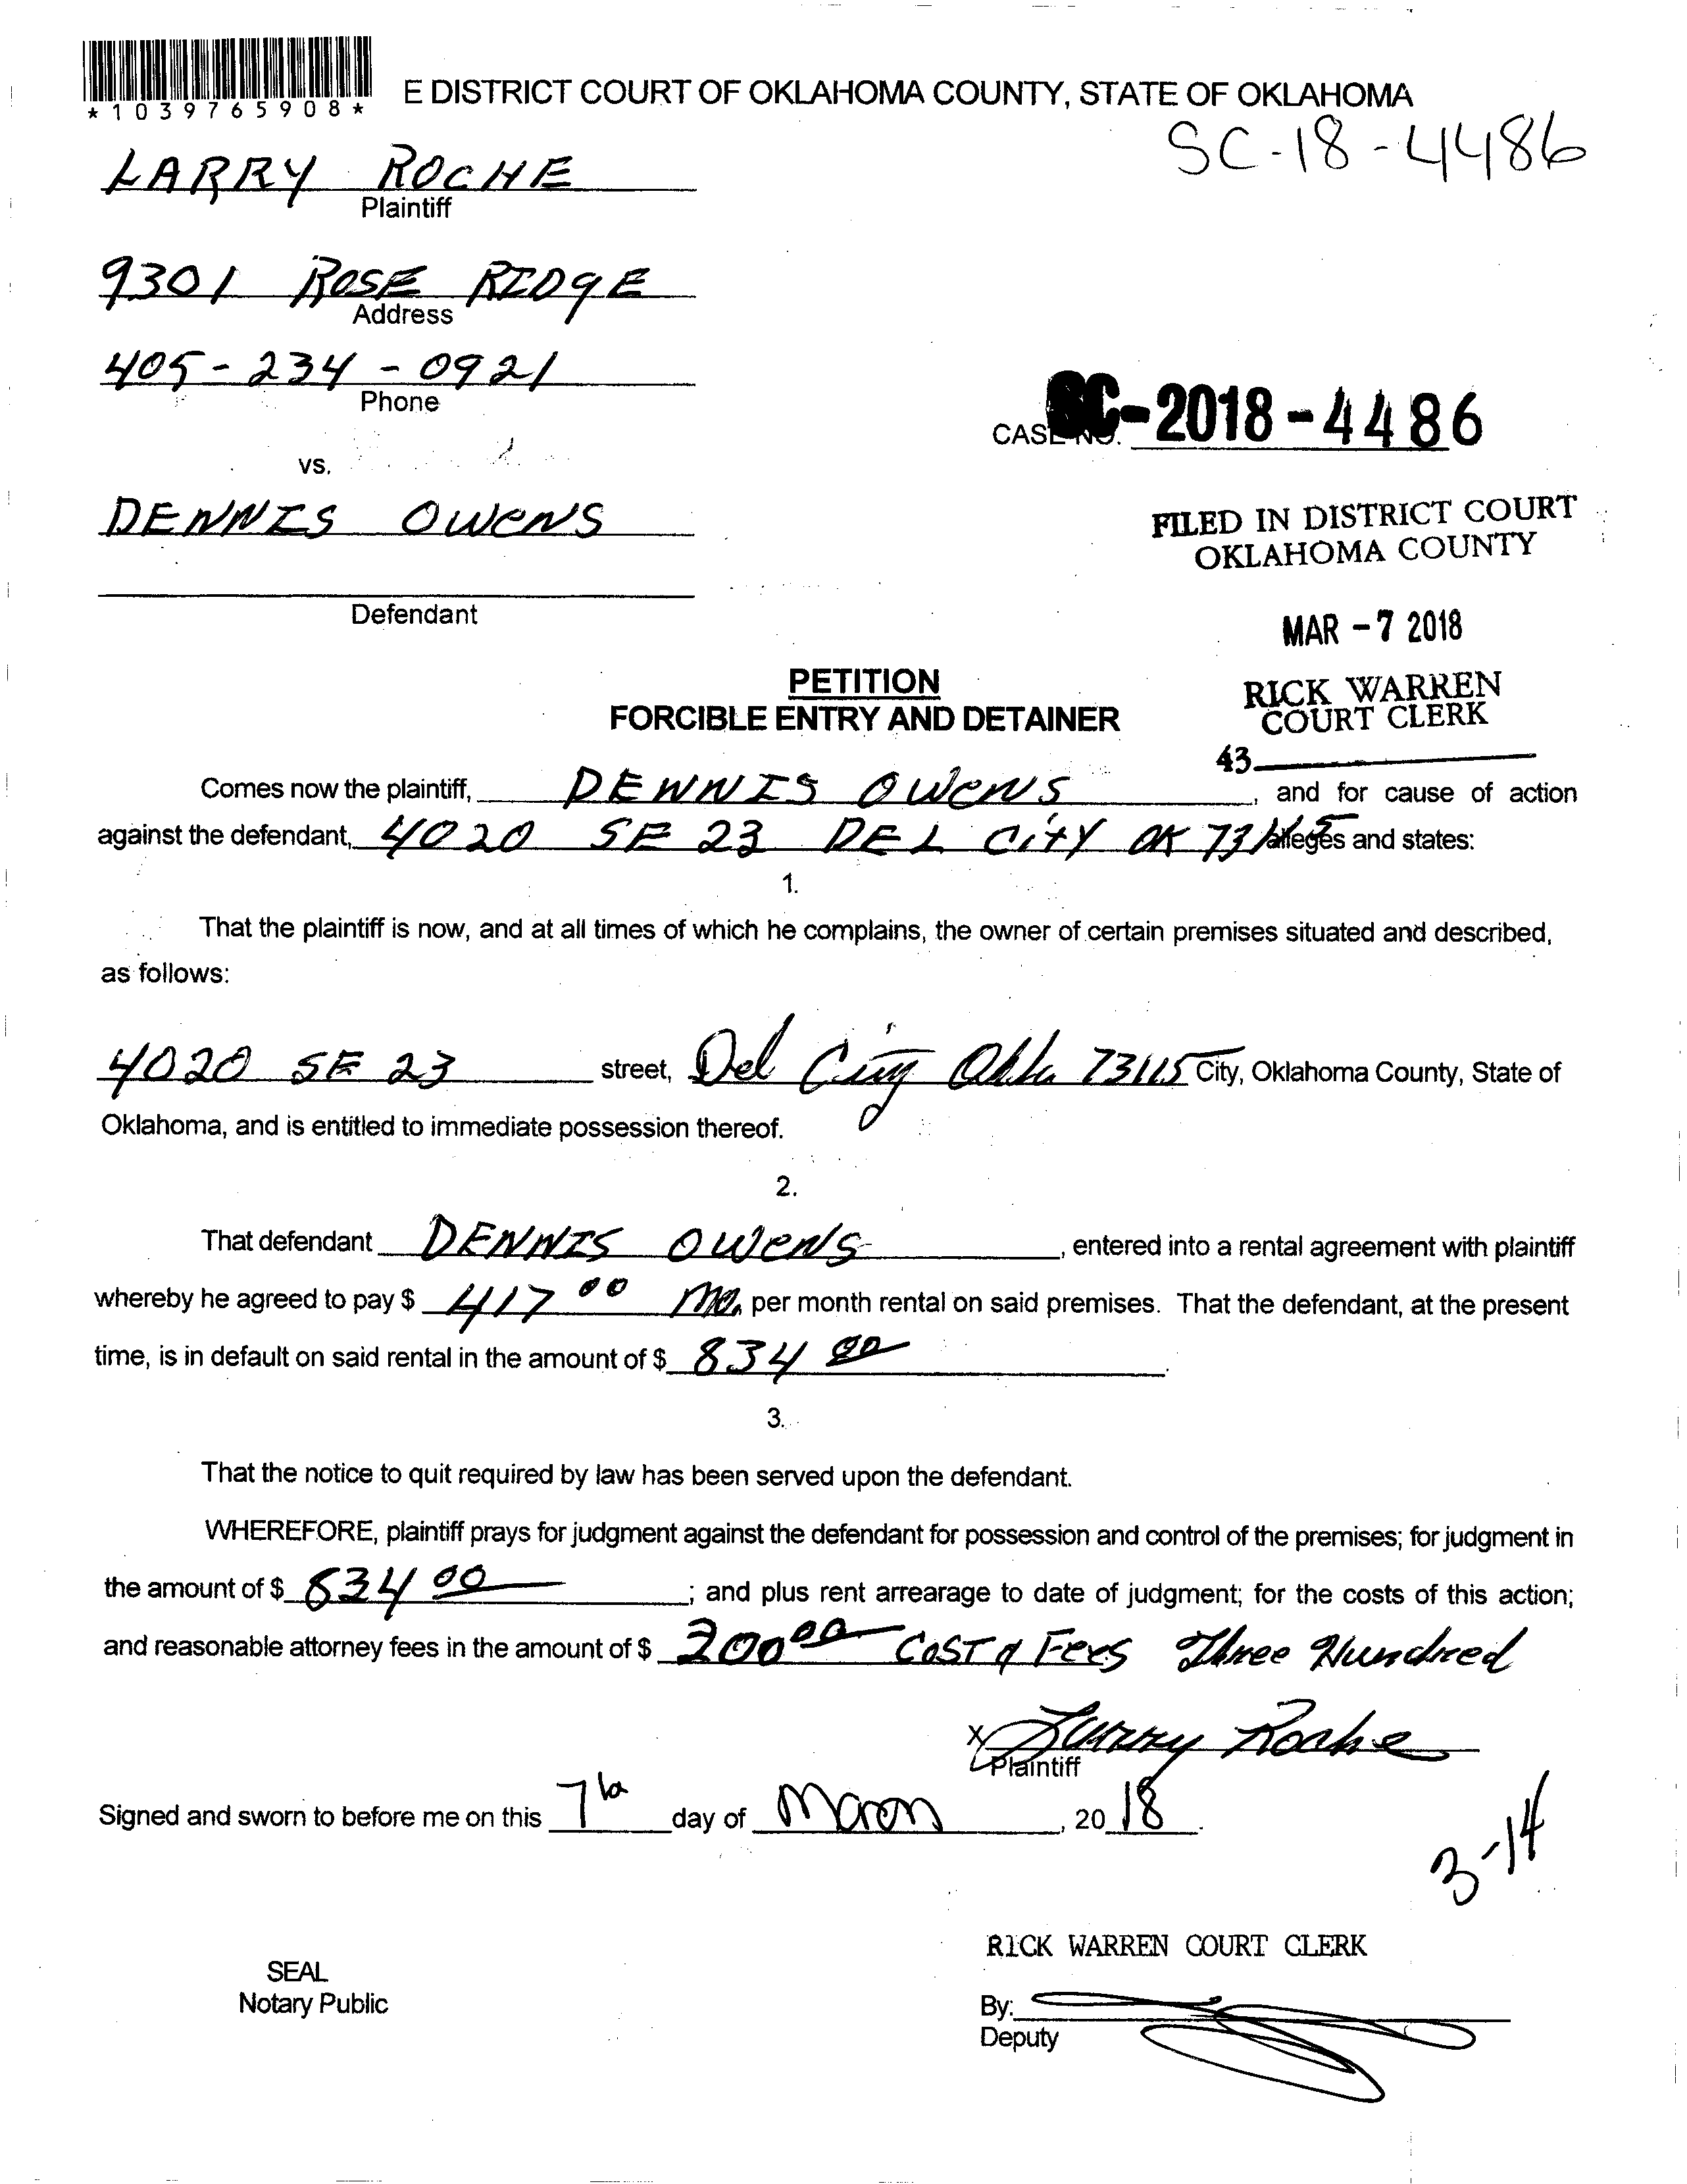 *1039765908*
E DISTRICT COURT OF OKLAHOMA COUNTY, STATE OF OKLAHOMA
SC-18-4486
LARRY ROCHE
Plaintiff
9301 ROSE RIDGE
Address
405-234-0921
Phone
CASE NO. SC-2018-4486
vs.
DENNIS OWENS
FILED IN DISTRICT COURT
OKLAHOMA COUNTY
Defendant
MAR -7 2018
PETITION
RICK WARREN
FORCIBLE ENTRY AND DETAINER
COURT CLERK
43
Comes now the plaintiff, DENNIS OWENS, and for cause of action
against the defendant, 4020 SE 23 DEL CITY OK 73115 alleges and states:
1.
That the plaintiff is now, and at all times of which he complains, the owner of certain premises situated and described,
as follows:
4020 SE 23 street, Del City Okla 73115 City, Oklahoma County, State of
Oklahoma, and is entitled to immediate possession thereof.
2.
That defendant DENNIS OWENS, entered into a rental agreement with plaintiff
whereby he agreed to pay $ 417 00 Mo. per month rental on said premises. That the defendant, at the present
time, is in default on said rental in the amount of $ 834 00.
3.
That the notice to quit required by law has been served upon the defendant.
WHEREFORE, plaintiff prays for judgment against the defendant for possession and control of the premises; for judgment in
the amount of $ 834 00; and plus rent arrearage to date of judgment; for the costs of this action;
and reasonable attorney fees in the amount of $ 300 00 COST & Fees Three Hundred
X Larry Roche
Plaintiff
Signed and sworn to before me on this 7th day of March, 2018.
3-14
RICK WARREN COURT CLERK
SEAL
Notary Public
By:
Deputy